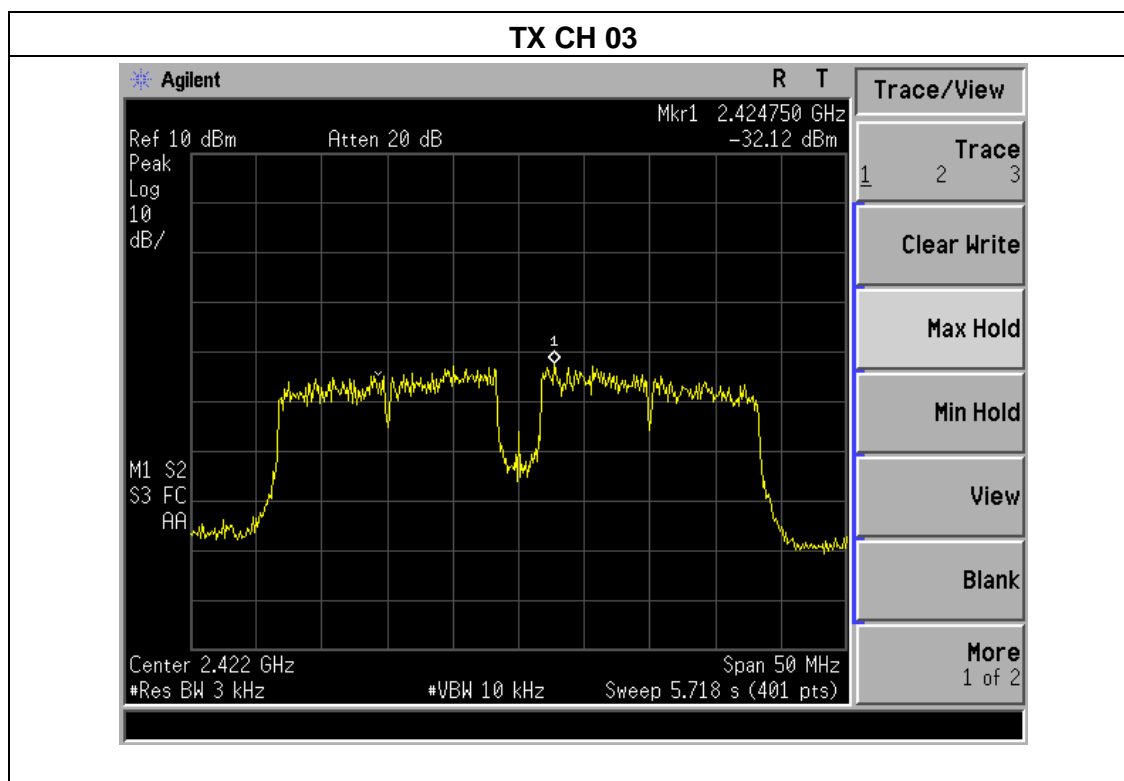 TX CH 03
Agilent R T
Mkr1 2.424750 GHz
Ref 10 dBm Atten 20 dB -32.12 dBm
Peak
Log
10
dB/
1
M1 S2
S3 FC
AA
Center 2.422 GHz Span 50 MHz
#Res BW 3 kHz #VBW 10 kHz Sweep 5.718 s (401 pts)
Trace/View
Trace
1 2 3
Clear Write
Max Hold
Min Hold
View
Blank
More
1 of 2